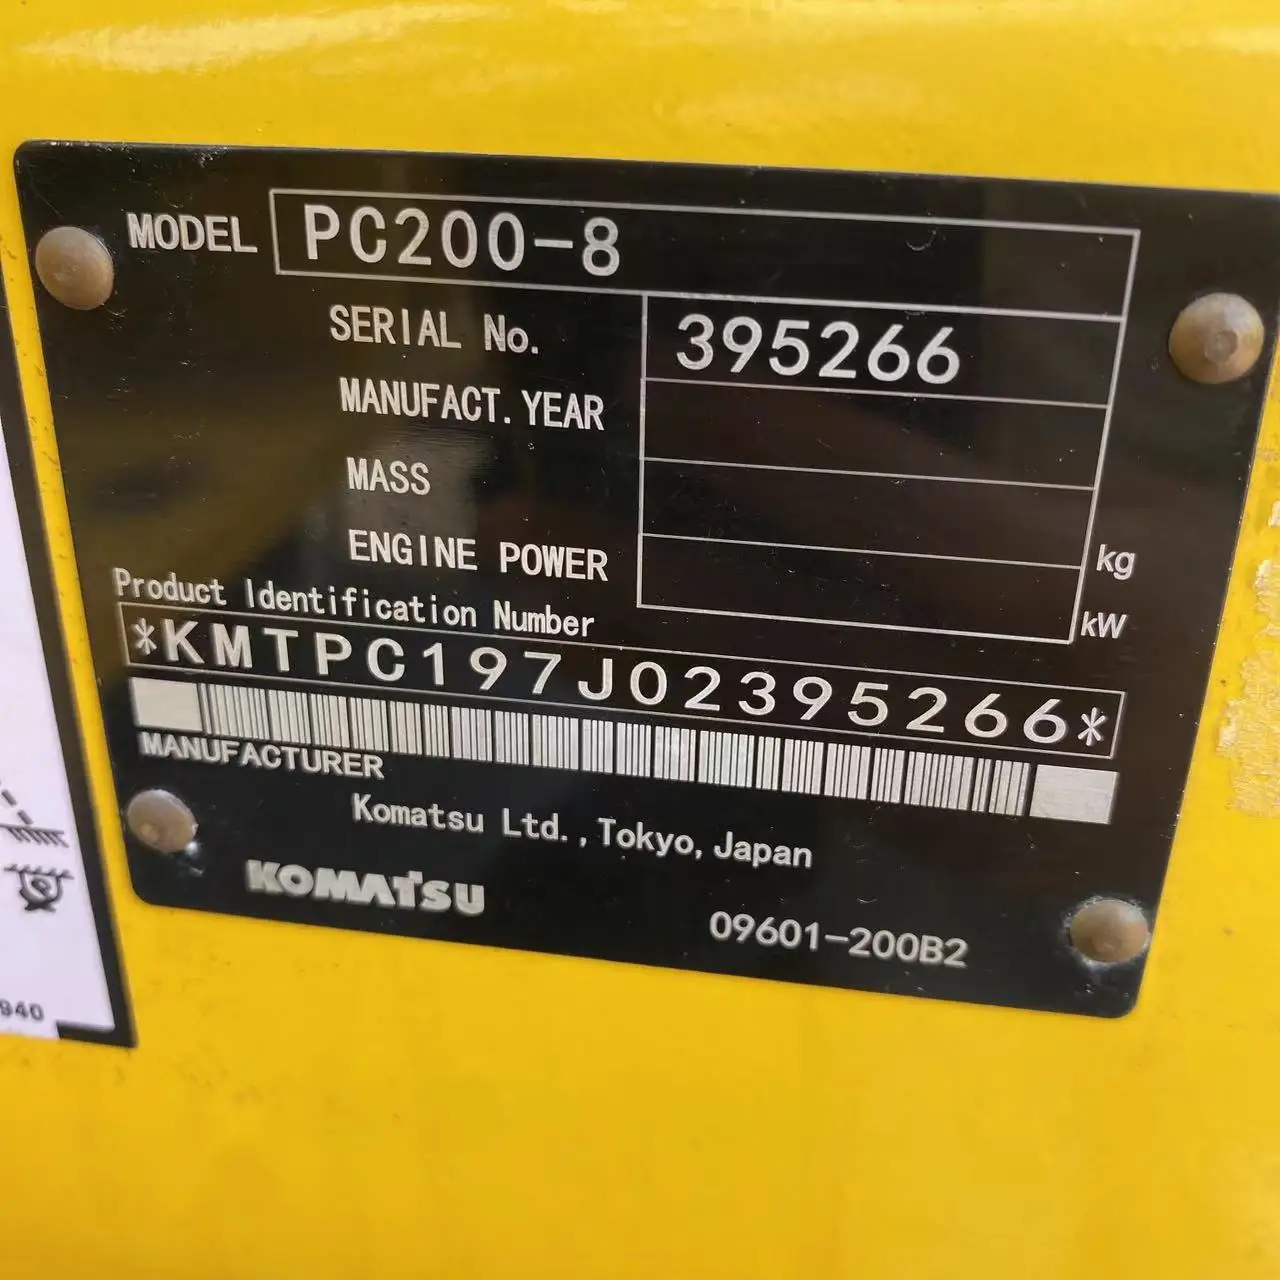 MODEL PC200-8
SERIAL No. 395266
MANUFACT. YEAR
MASS kg
ENGINE POWER kW
Product Identification Number
*KMTPC197J02395266*
MANUFACTURER
Komatsu Ltd., Tokyo, Japan
KOMATSU
09601-200B2
940